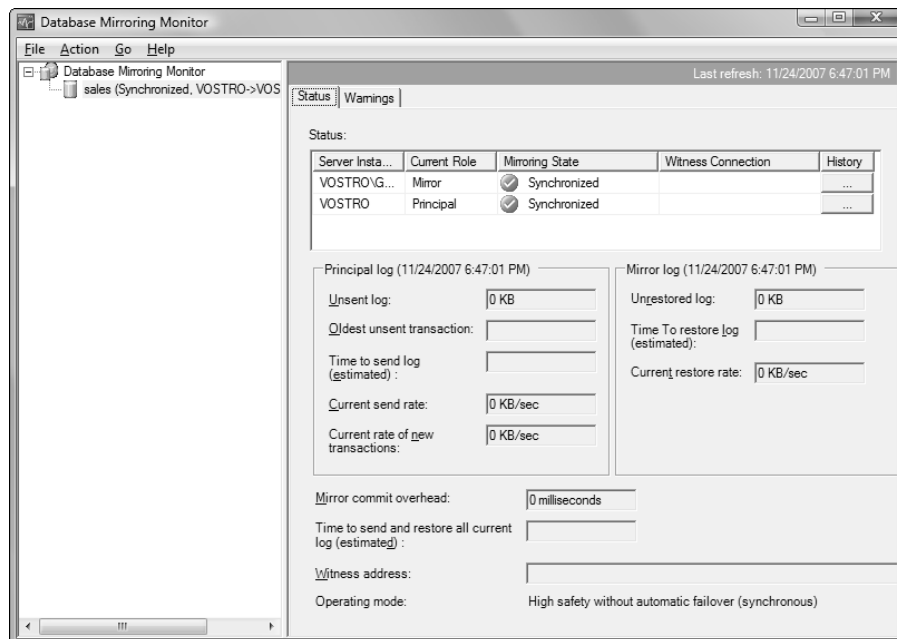 Database Mirroring Monitor
File Action Go Help
Database Mirroring Monitor
sales (Synchronized, VOSTRO->VOS
Last refresh: 11/24/2007 6:47:01 PM
Status Warnings
Status:
Server Insta... Current Role Mirroring State Witness Connection History
VOSTRO\G... Mirror Synchronized ...
VOSTRO Principal Synchronized ...
Principal log (11/24/2007 6:47:01 PM)
Unsent log: 0 KB
Oldest unsent transaction:
Time to send log
(estimated) :
Current send rate: 0 KB/sec
Current rate of new
transactions: 0 KB/sec
Mirror log (11/24/2007 6:47:01 PM)
Unrestored log: 0 KB
Time To restore log
(estimated):
Current restore rate: 0 KB/sec
Mirror commit overhead: 0 milliseconds
Time to send and restore all current
log (estimated) :
Witness address:
Operating mode: High safety without automatic failover (synchronous)